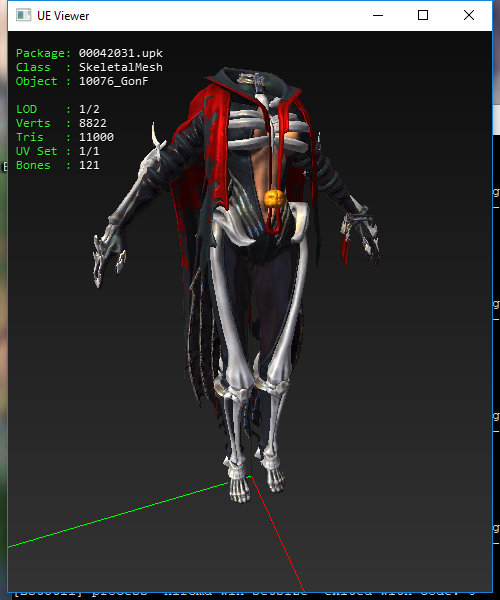 UE Viewer
Package: 00042031.upk
Class : SkeletalMesh
Object : 10076_GonF
LOD : 1/2
Verts : 8822
Tris : 11000
UV Set : 1/1
Bones : 121